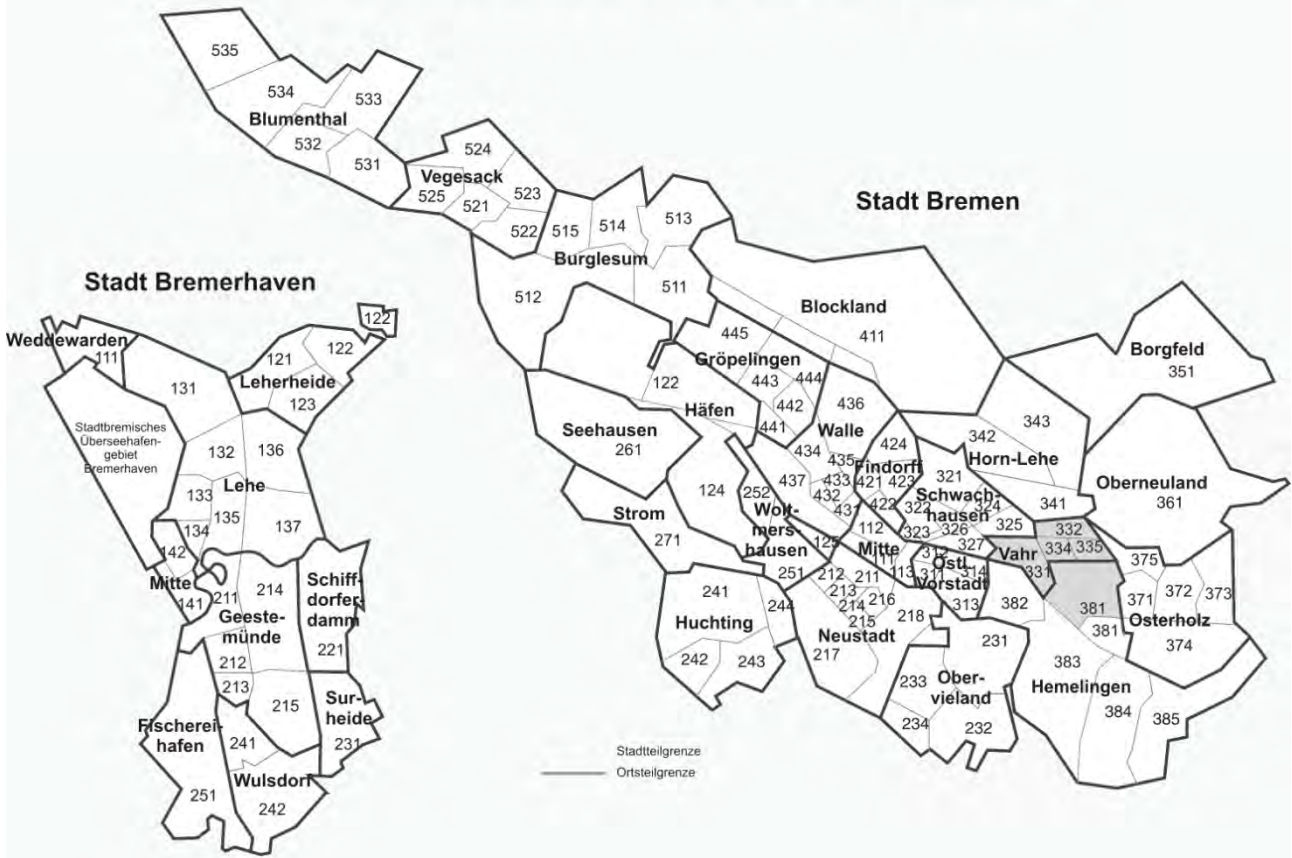 535
534
533
Blumenthal
532
531
524
Vegesack
525
523
521
522
515
514
513
Burglesum
512
511
Stadt Bremen
Stadt Bremerhaven
Blockland
411
Borgfeld
351
Weddewarden
111
122
122
121
Leherheide
123
131
Stadtbremisches
Überseehafen-
gebiet
Bremerhaven
132
136
Lehe
133
135
134
137
142
Mitte
141
211
214
Geeste-
münde
Schiff-
dorfer-
damm
221
212
213
215
Sur-
heide
231
Fischerei-
hafen
251
241
Wulsdorf
242
445
Gröpelingen
443
444
442
441
122
Häfen
436
Walle
434
435
437
433
432
431
424
Findorff
421
423
422
Seehausen
261
124
252
Strom
271
Wolt-
mers-
hausen
125
251
343
342
Horn-Lehe
341
321
Schwach-
hausen
322
324
325
323
326
327
Oberneuland
361
112
Mitte
111
113
312
Östl.
311
314
Vorstadt
313
332
Vahr
334
335
331
375
371
372
373
Osterholz
374
381
381
382
383
Hemelingen
384
385
241
244
Huchting
242
243
212
211
213
214
216
215
218
Neustadt
217
231
233
Ober-
vieland
234
232
Stadtteilgrenze
Ortsteilgrenze